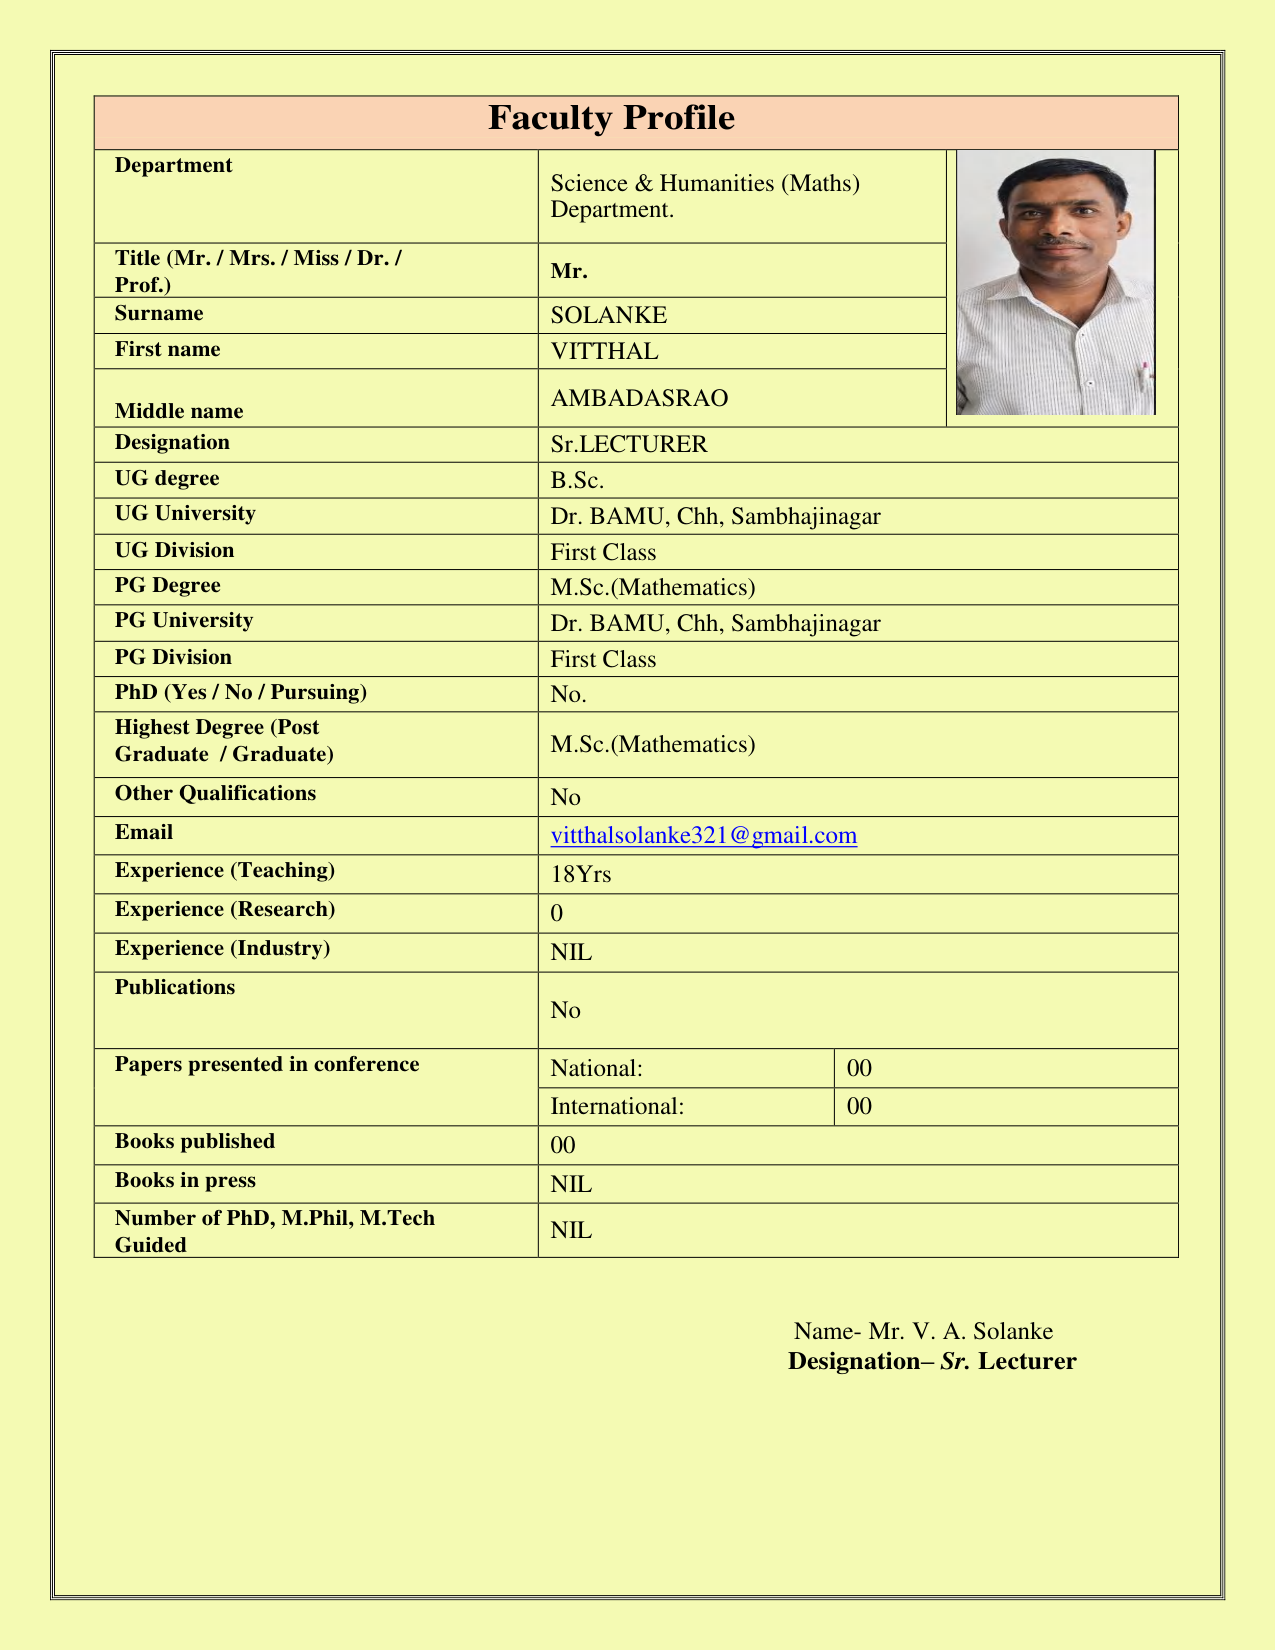 Faculty Profile
Department
Science & Humanities (Maths)
Department.
Title (Mr. / Mrs. / Miss / Dr. /
Prof.)
Mr.
Surname
SOLANKE
First name
VITTHAL
Middle name
AMBADASRAO
Designation
Sr.LECTURER
UG degree
B.Sc.
UG University
Dr. BAMU, Chh, Sambhajinagar
UG Division
First Class
PG Degree
M.Sc.(Mathematics)
PG University
Dr. BAMU, Chh, Sambhajinagar
PG Division
First Class
PhD (Yes / No / Pursuing)
No.
Highest Degree (Post
Graduate / Graduate)
M.Sc.(Mathematics)
Other Qualifications
No
Email
vitthalsolanke321@gmail.com
Experience (Teaching)
18Yrs
Experience (Research)
0
Experience (Industry)
NIL
Publications
No
Papers presented in conference
National:
00
International:
00
Books published
00
Books in press
NIL
Number of PhD, M.Phil, M.Tech
Guided
NIL
Name- Mr. V. A. Solanke
Designation– Sr. Lecturer